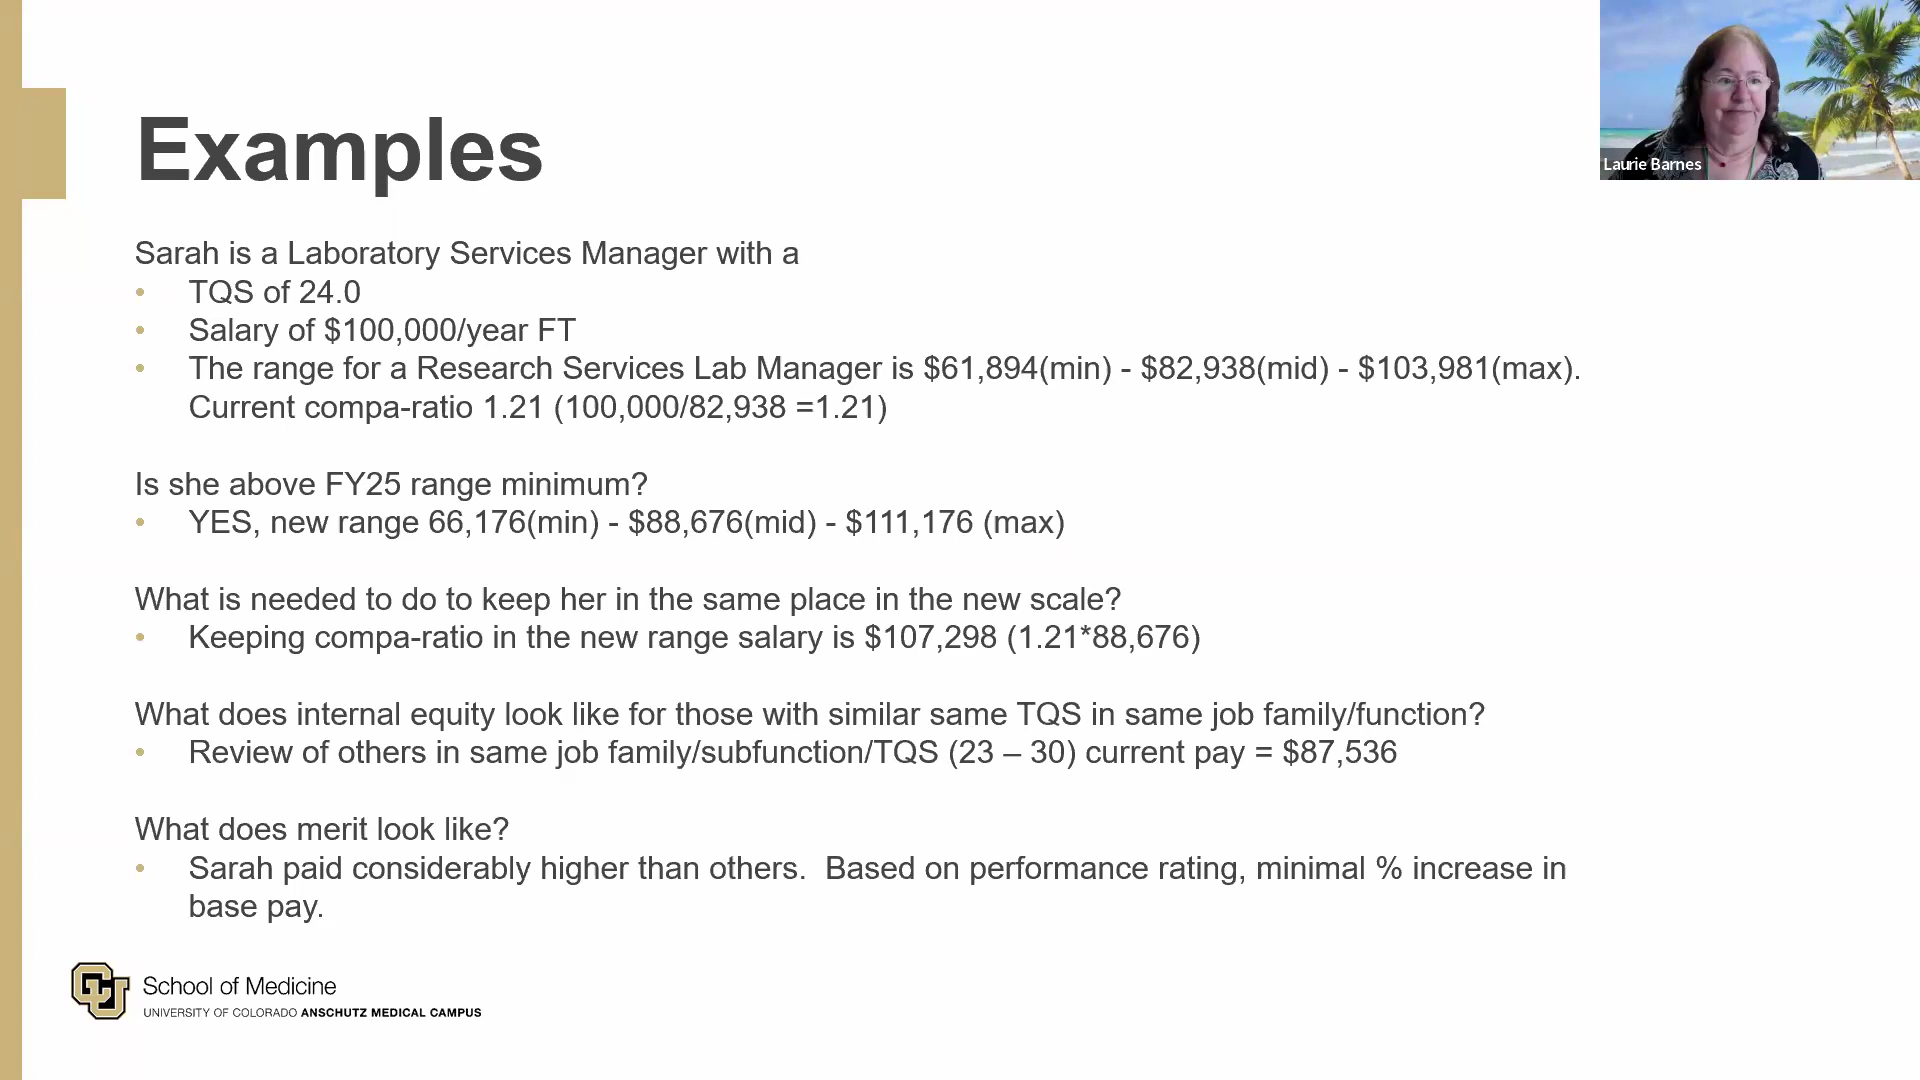 Examples
Laurie Barnes
Sarah is a Laboratory Services Manager with a
• TQS of 24.0
• Salary of $100,000/year FT
• The range for a Research Services Lab Manager is $61,894(min) - $82,938(mid) - $103,981(max).
Current compa-ratio 1.21 (100,000/82,938 =1.21)
Is she above FY25 range minimum?
• YES, new range 66,176(min) - $88,676(mid) - $111,176 (max)
What is needed to do to keep her in the same place in the new scale?
• Keeping compa-ratio in the new range salary is $107,298 (1.21*88,676)
What does internal equity look like for those with similar same TQS in same job family/function?
• Review of others in same job family/subfunction/TQS (23 – 30) current pay = $87,536
What does merit look like?
• Sarah paid considerably higher than others.  Based on performance rating, minimal % increase in
base pay.
CU
School of Medicine
UNIVERSITY OF COLORADO ANSCHUTZ MEDICAL CAMPUS